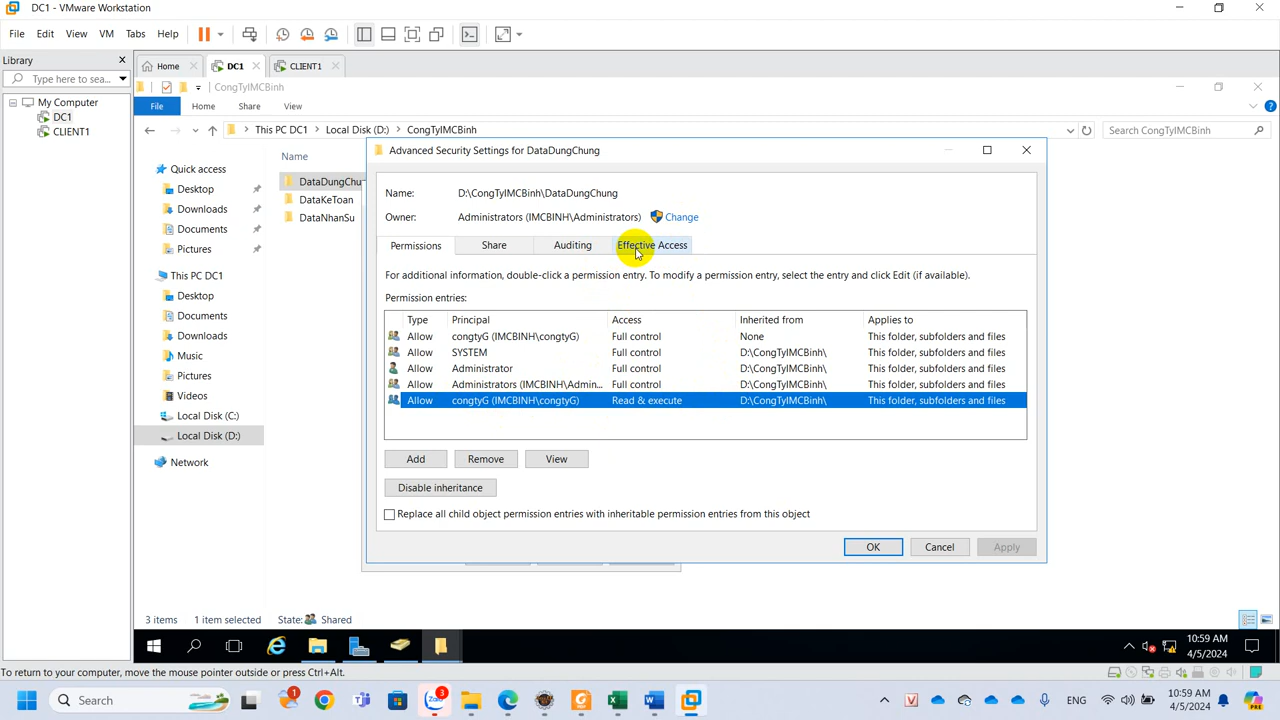 DC1 - VMware Workstation
File Edit View VM Tabs Help
Library
Type here to sea...
My Computer
DC1
CLIENT1
Home DC1 CLIENT1
CongTyIMCBinh
File Home Share View
This PC DC1 Local Disk (D:) CongTyIMCBinh
Search CongTyIMCBinh
Quick access
Desktop
Downloads
Documents
Pictures
This PC DC1
Desktop
Documents
Downloads
Music
Pictures
Videos
Local Disk (C:)
Local Disk (D:)
Network
Name
DataDungChu
DataKeToan
DataNhanSu
Advanced Security Settings for DataDungChung
Name: D:\CongTyIMCBinh\DataDungChung
Owner: Administrators (IMCBINH\Administrators) Change
Permissions Share Auditing Effective Access
For additional information, double-click a permission entry. To modify a permission entry, select the entry and click Edit (if available).
Permission entries:
Type Principal Access Inherited from Applies to
Allow congtyG (IMCBINH\congtyG) Full control None This folder, subfolders and files
Allow SYSTEM Full control D:\CongTyIMCBinh\ This folder, subfolders and files
Allow Administrator Full control D:\CongTyIMCBinh\ This folder, subfolders and files
Allow Administrators (IMCBINH\Admin... Full control D:\CongTyIMCBinh\ This folder, subfolders and files
Allow congtyG (IMCBINH\congtyG) Read & execute D:\CongTyIMCBinh\ This folder, subfolders and files
Add Remove View
Disable inheritance
Replace all child object permission entries with inheritable permission entries from this object
OK Cancel Apply
3 items 1 item selected State: Shared
10:59 AM
4/5/2024
To return to your computer, move the mouse pointer outside or press Ctrl+Alt.
Search
1
3
Zalo
ENG
10:59 AM
4/5/2024